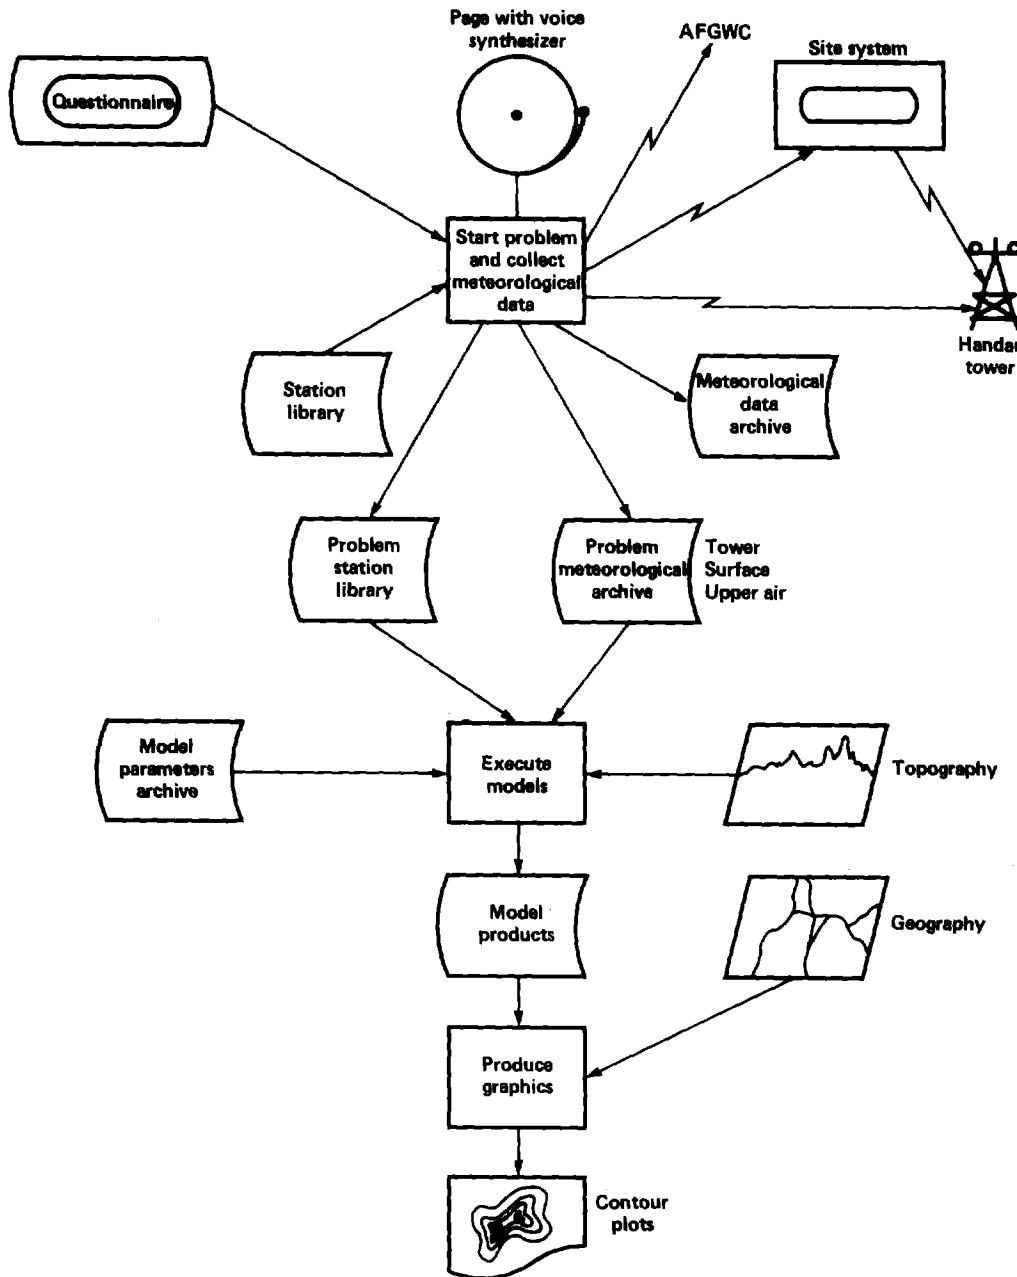 Page with voice
synthesizer
AFGWC
Site system
Questionnaire
Start problem
and collect
meteorological
data
Handar
tower
Station
library
Meteorological
data
archive
Problem
station
library
Problem
meteorological
archive
Tower
Surface
Upper air
Model
parameters
archive
Execute
models
Topography
Model
products
Geography
Produce
graphics
Contour
plots